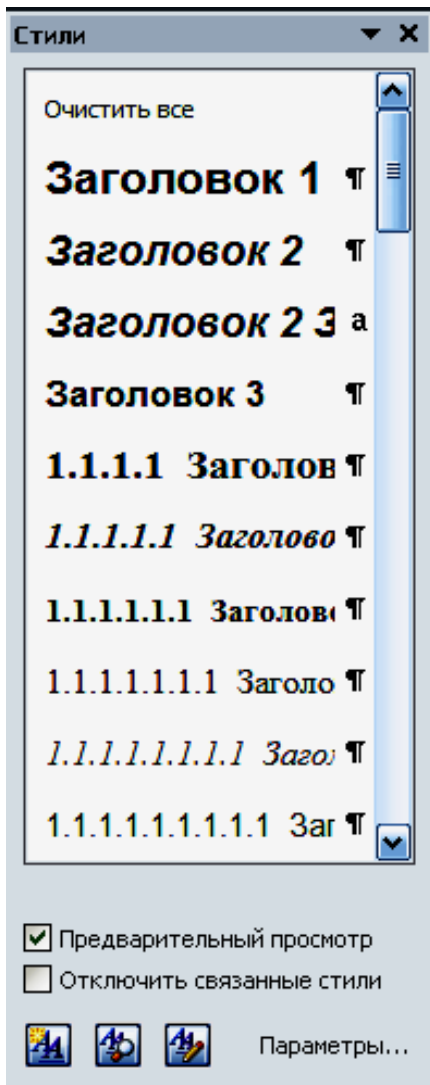 Стили
Очистить все
Заголовок 1 ¶
Заголовок 2 ¶
Заголовок 2 З a
Заголовок 3 ¶
1.1.1.1 Заголов ¶
1.1.1.1.1 Заголово ¶
1.1.1.1.1.1 Заголов ¶
1.1.1.1.1.1.1 Заголо ¶
1.1.1.1.1.1.1.1 Заго ¶
1.1.1.1.1.1.1.1.1 Заг ¶
Предварительный просмотр
Отключить связанные стили
Параметры...